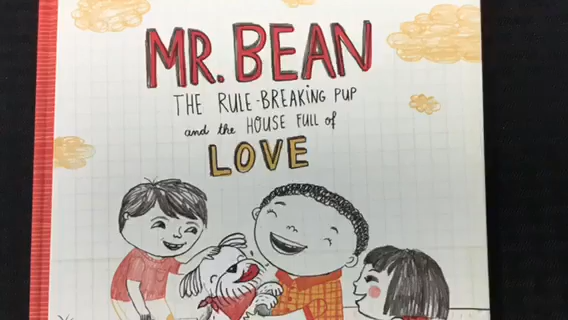 MR. BEAN
THE RULE-BREAKING PUP
and the HOUSE FULL of
LOVE